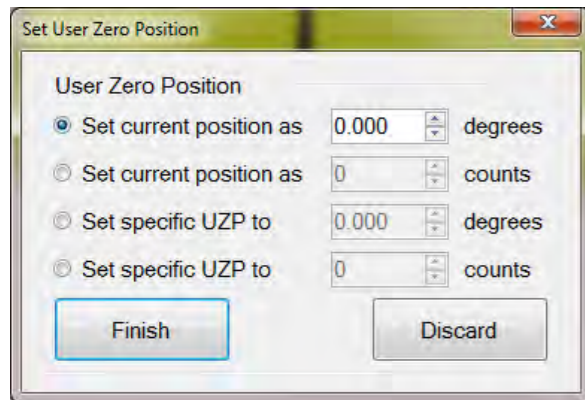 Set User Zero Position
User Zero Position
Set current position as 0.000 degrees
Set current position as 0 counts
Set specific UZP to 0.000 degrees
Set specific UZP to 0 counts
Finish Discard